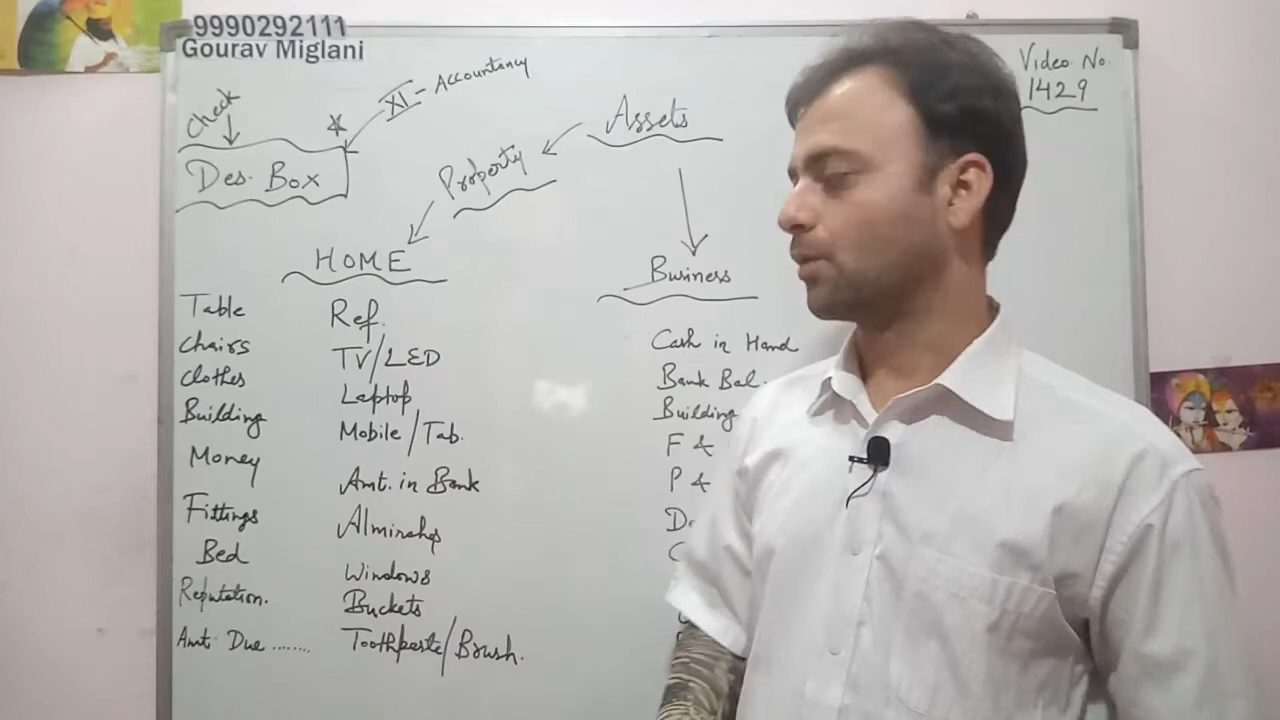 9990292111
Gourav Miglani
Check
Des. Box
XI - Accountancy
Video No.
1429
Assets
Property
HOME
Table
Chairs
Clothes
Building
Money
Fittings
Bed
Reputation.
Amt. Due ........
Ref.
TV/LED
Laptop
Mobile/Tab.
Amt. in Bank
Almirahs
Windows
Buckets
Toothpaste/Brush.
Business
Cash in Hand
Bank Bal.
Building
F &
P &